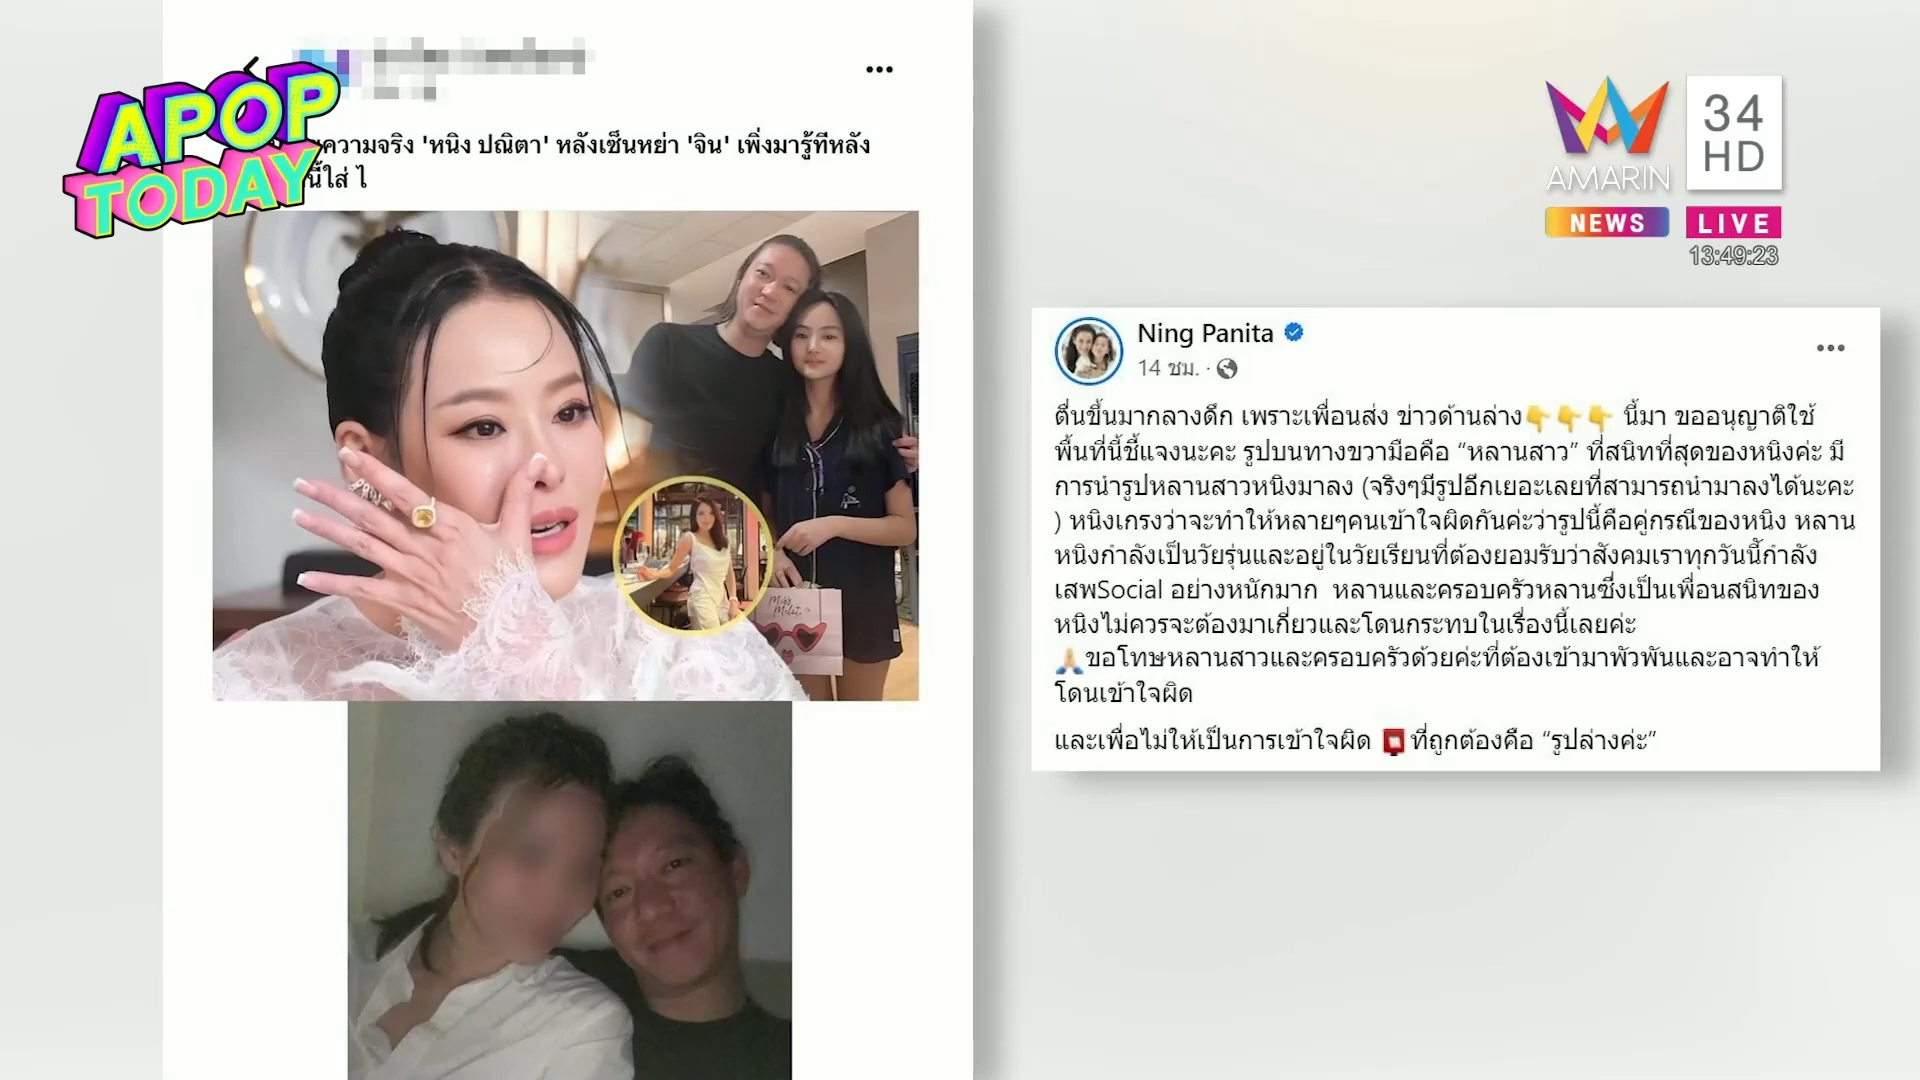 APOP
TODAY
ความจริง 'หนิง ปณิตา' หลังเซ็นหย่า 'จิน' เพิ่งมารู้ทีหลัง
นี้ใส่ ไ
Miss
AMARIN
34
HD
NEWS
LIVE
13:49:23
Ning Panita
14 ชม. ·
ตื่นขึ้นมากลางดึก เพราะเพื่อนส่ง ข่าวด้านล่าง👇👇👇 นี้มา ขออนุญาติใช้
พื้นที่นี้ชี้แจงนะคะ รูปบนทางขวามือคือ “หลานสาว” ที่สนิทที่สุดของหนิงค่ะ มี
การนำรูปหลานสาวหนิงมาลง (จริงๆมีรูปอีกเยอะเลยที่สามารถนำมาลงได้นะคะ
) หนิงเกรงว่าจะทำให้หลายๆคนเข้าใจผิดกันค่ะว่ารูปนี้คือคู่กรณีของหนิง หลาน
หนิงกำลังเป็นวัยรุ่นและอยู่ในวัยเรียนที่ต้องยอมรับว่าสังคมเราทุกวันนี้กำลัง
เสพSocial อย่างหนักมาก หลานและครอบครัวหลานซึ่งเป็นเพื่อนสนิทของ
หนิงไม่ควรจะต้องมาเกี่ยวและโดนกระทบในเรื่องนี้เลยค่ะ
🙏🏻ขอโทษหลานสาวและครอบครัวด้วยค่ะที่ต้องเข้ามาพัวพันและอาจทำให้
โดนเข้าใจผิด
และเพื่อไม่ให้เป็นการเข้าใจผิด 📮 ที่ถูกต้องคือ “รูปล่างค่ะ”